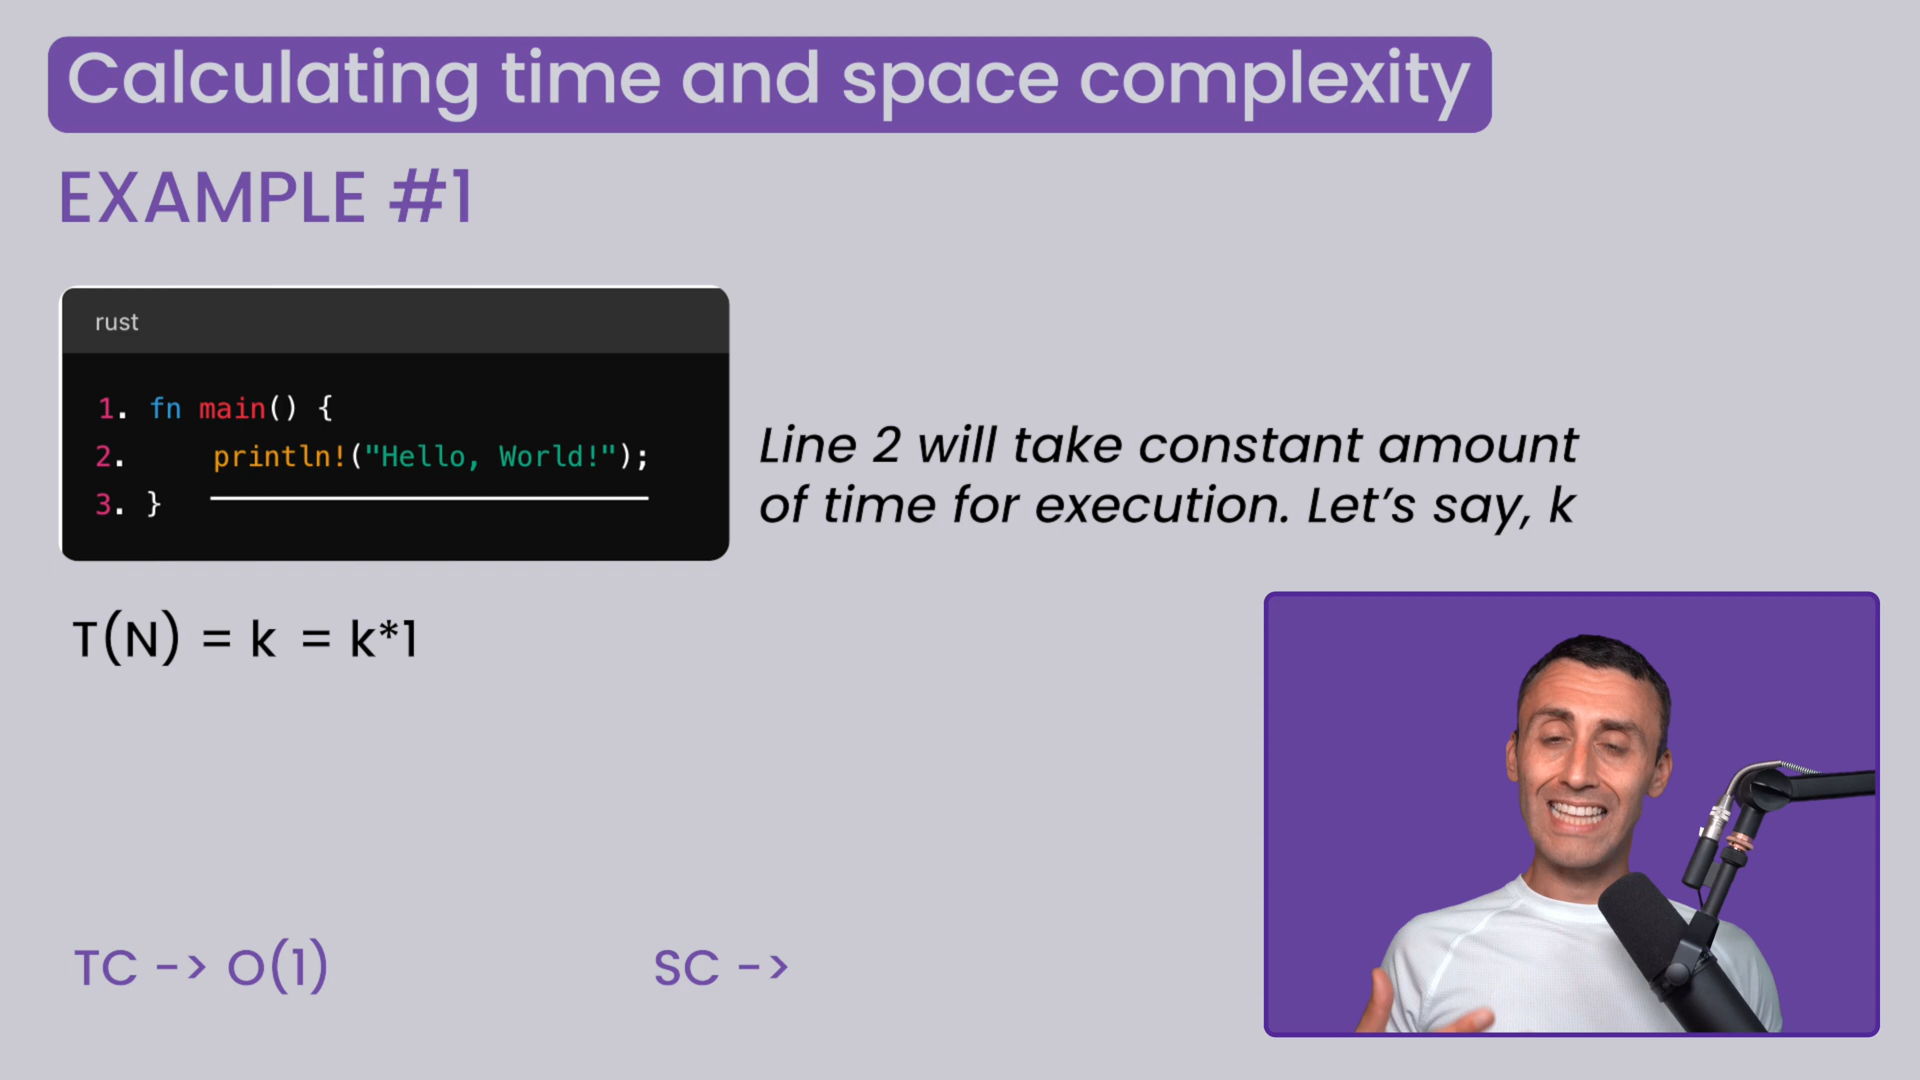 Calculating time and space complexity
EXAMPLE #1
rust
1. fn main() {
2. println!("Hello, World!");
3. }
Line 2 will take constant amount
of time for execution. Let’s say, k
T(N) = k = k*1
TC -> O(1)
SC ->